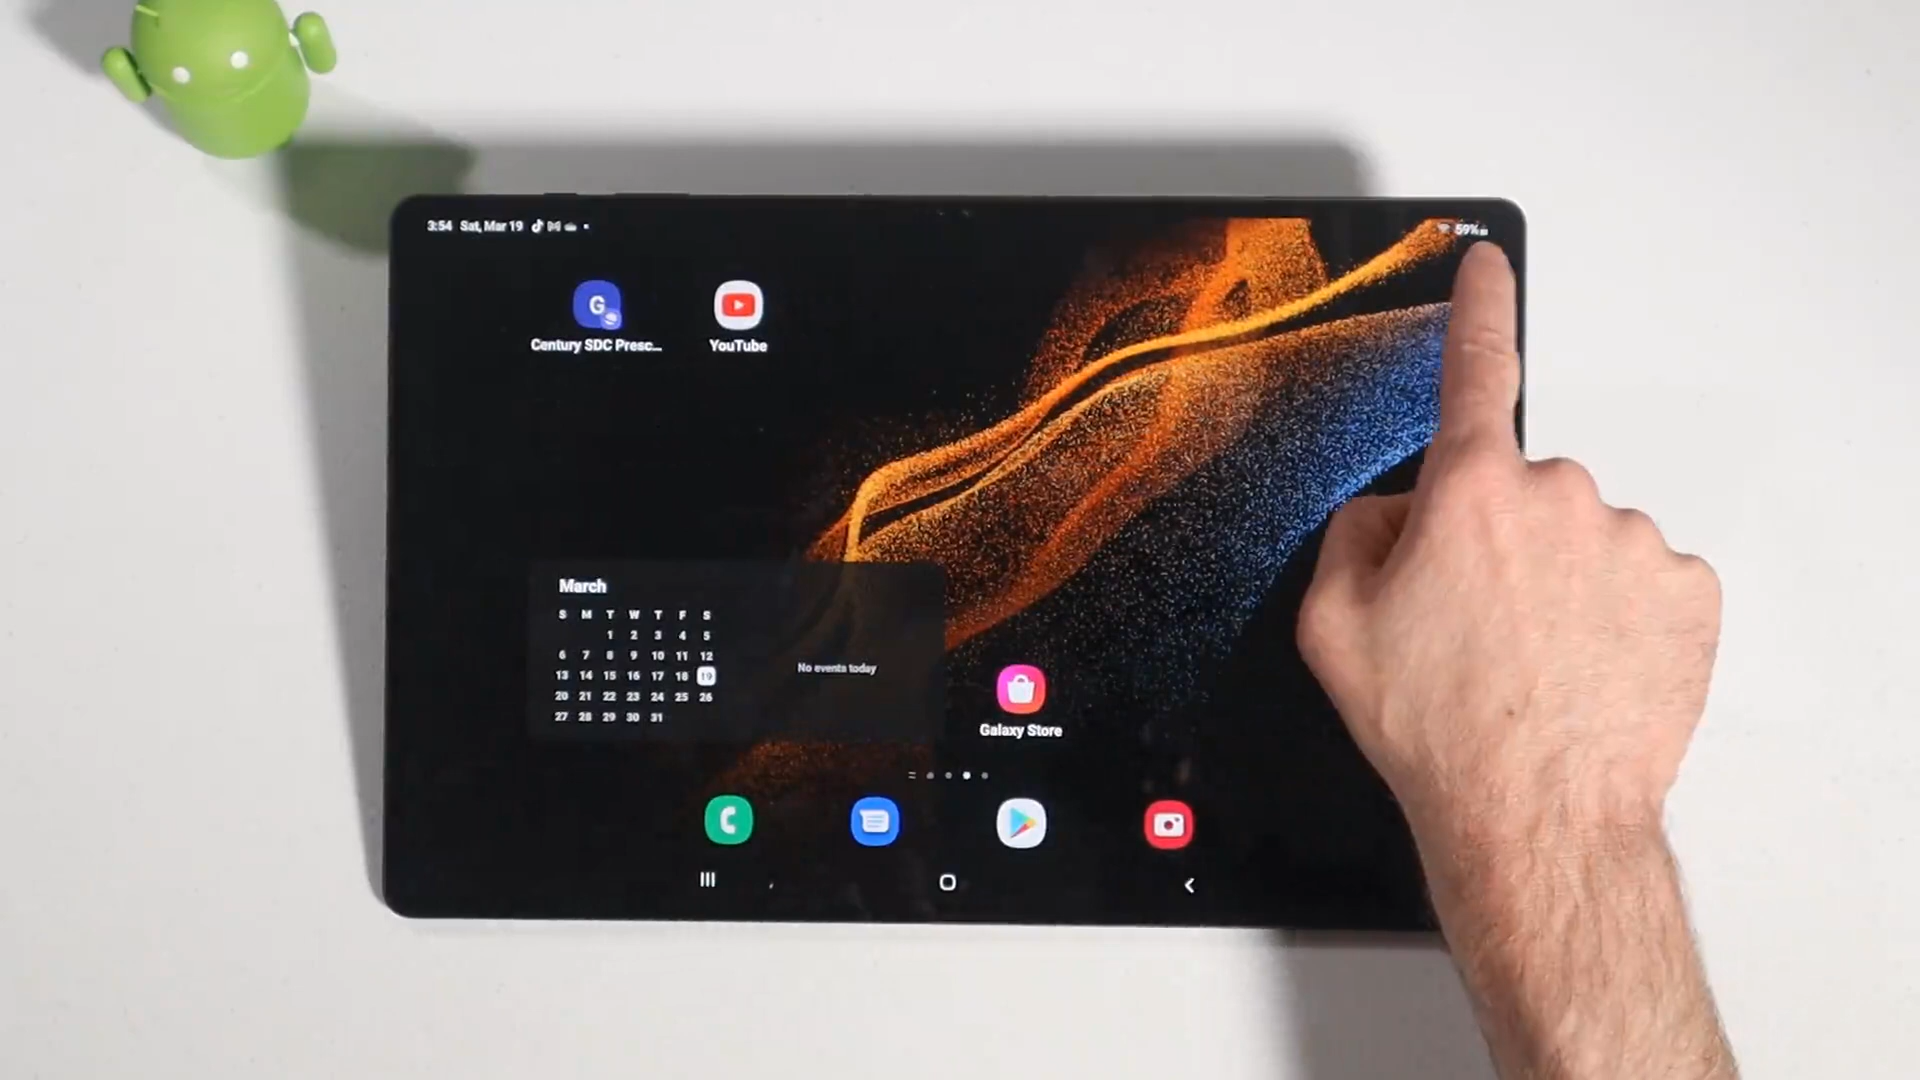 3:54 Sat, Mar 19
59%
G
Century SDC Presc...
YouTube
March
S M T W T F S
1 2 3 4 5
6 7 8 9 10 11 12
13 14 15 16 17 18 19
20 21 22 23 24 25 26
27 28 29 30 31
No events today
Galaxy Store